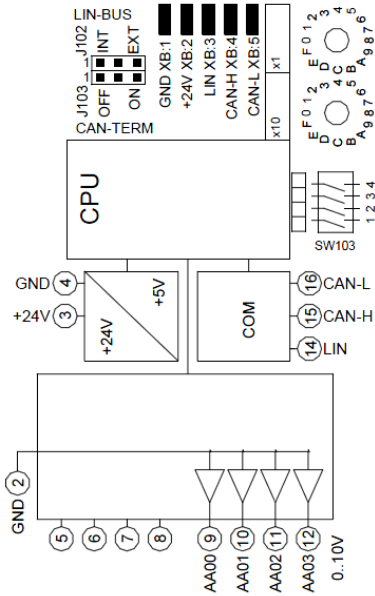 LIN-BUS
J102
1 INT EXT
J103
1 OFF ON
CAN-TERM
GND XB:1
+24V XB:2
LIN XB:3
CAN-H XB:4
CAN-L XB:5
x1
x10
0 1 2 3 4 5 6 7 8 9 A B C D E F
0 1 2 3 4 5 6 7 8 9 A B C D E F
CPU
SW103
1 2 3 4
GND 4
+24V 3
+24V
+5V
COM
16 CAN-L
15 CAN-H
14 LIN
GND 2
5
6
7
8
AA00 9
AA01 10
AA02 11
AA03 12
0..10V